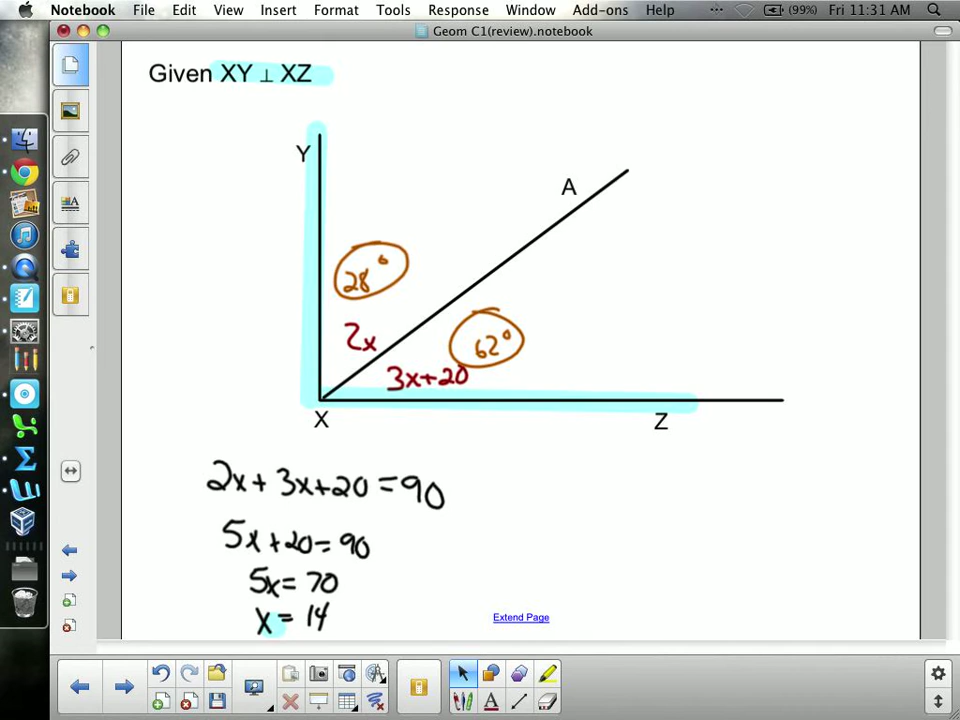 Notebook File Edit View Insert Format Tools Response Window Add-ons Help (99%) Fri 11:31 AM
Geom C1(review).notebook
Given XY ⊥ XZ
Y
A
28°
2x
62°
3x+20
X
Z
2x+3x+20=90
5x+20=90
5x=70
x=14
Extend Page